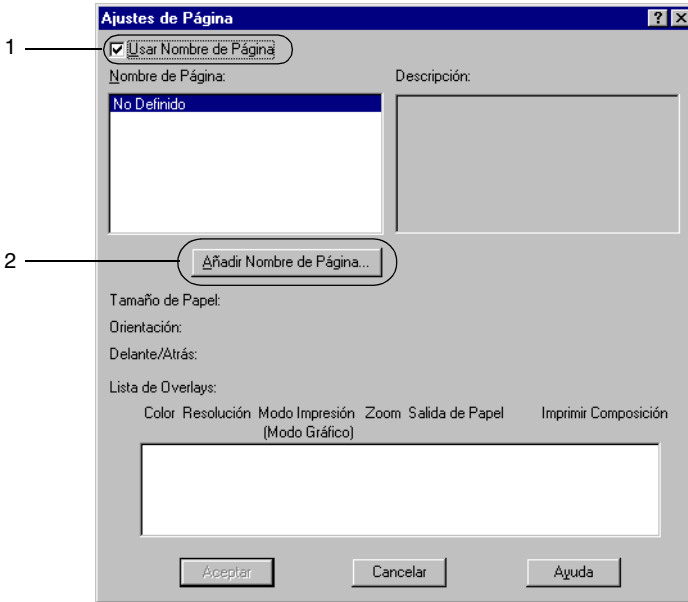 Ajustes de Página
1
Usar Nombre de Página
Nombre de Página:
Descripción:
No Definido
2
Añadir Nombre de Página...
Tamaño de Papel:
Orientación:
Delante/Atrás:
Lista de Overlays:
Color Resolución Modo Impresión (Modo Gráfico) Zoom Salida de Papel Imprimir Composición
Aceptar
Cancelar
Ayuda